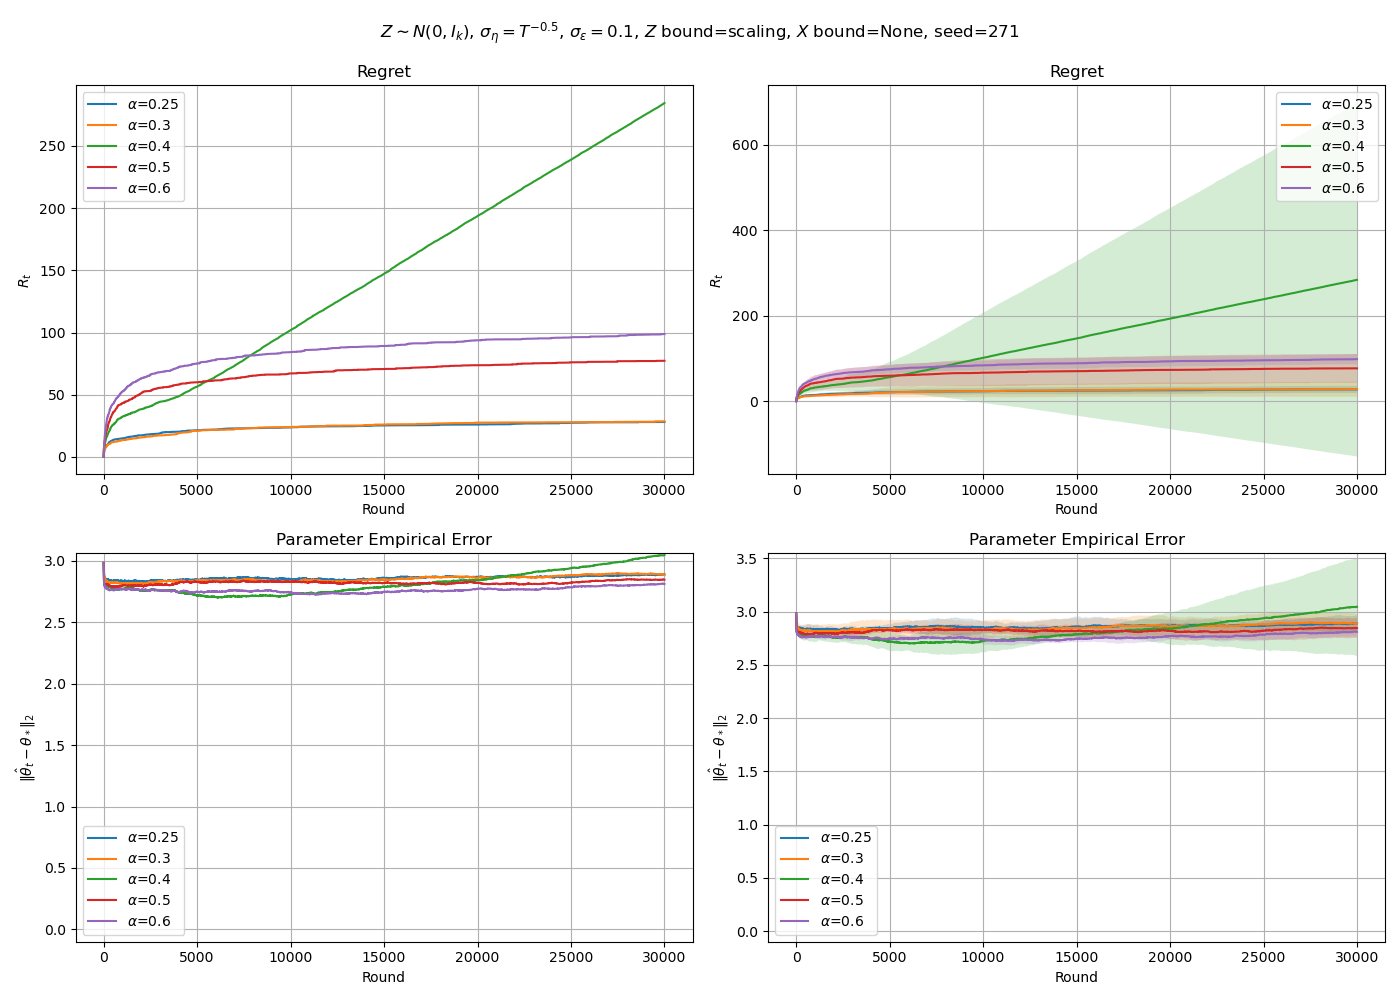 Z ~ N(0, I_k), σ_η = T^{-0.5}, σ_ε = 0.1, Z bound=scaling, X bound=None, seed=271
Regret
R_t
250
200
150
100
50
0
α=0.25
α=0.3
α=0.4
α=0.5
α=0.6
0 5000 10000 15000 20000 25000 30000
Round
Regret
R_t
600
400
200
0
α=0.25
α=0.3
α=0.4
α=0.5
α=0.6
0 5000 10000 15000 20000 25000 30000
Round
Parameter Empirical Error
‖θ̂_t − θ_*‖_2
3.0
2.5
2.0
1.5
1.0
0.5
0.0
α=0.25
α=0.3
α=0.4
α=0.5
α=0.6
0 5000 10000 15000 20000 25000 30000
Round
Parameter Empirical Error
‖θ̂_t − θ_*‖_2
3.5
3.0
2.5
2.0
1.5
1.0
0.5
0.0
α=0.25
α=0.3
α=0.4
α=0.5
α=0.6
0 5000 10000 15000 20000 25000 30000
Round